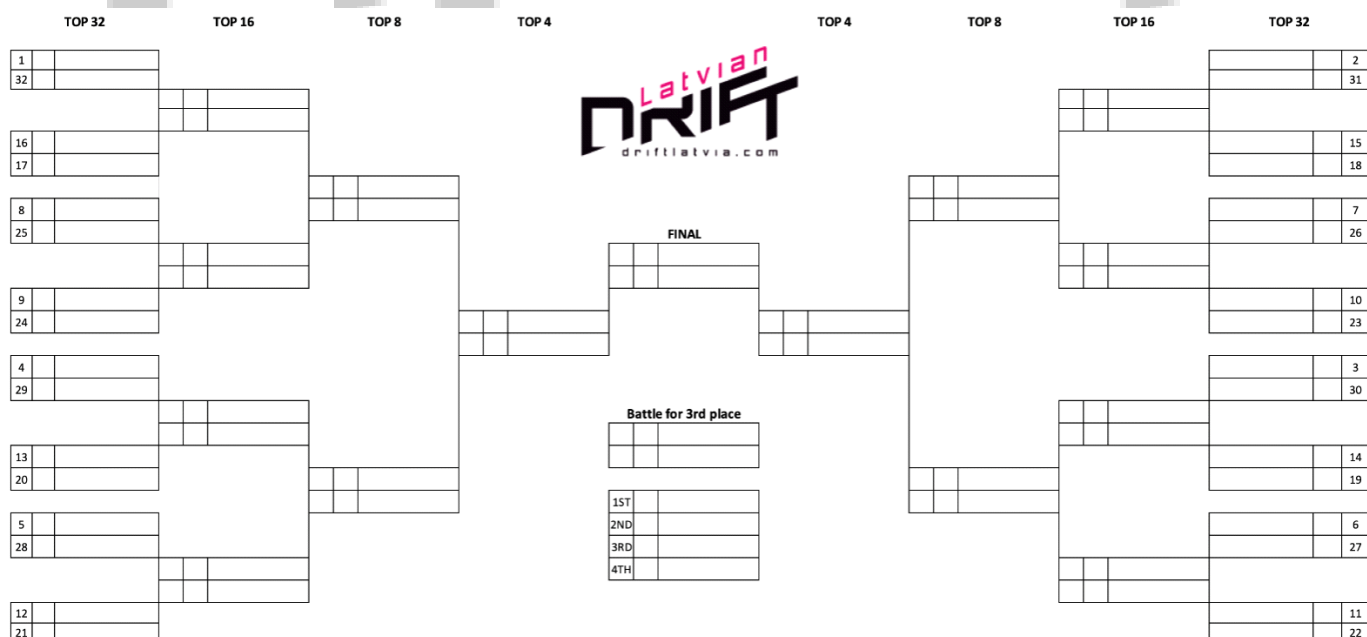 TOP 32 TOP 16 TOP 8 TOP 4 TOP 4 TOP 8 TOP 16 TOP 32
Latvian
DRIFT
driftlatvia.com
1 2
32 31
16 15
17 18
8 7
25 26
FINAL
9 10
24 23
4 3
29 30
Battle for 3rd place
13 14
20 19
1ST
5 2ND 6
28 3RD 27
4TH
12 11
21 22